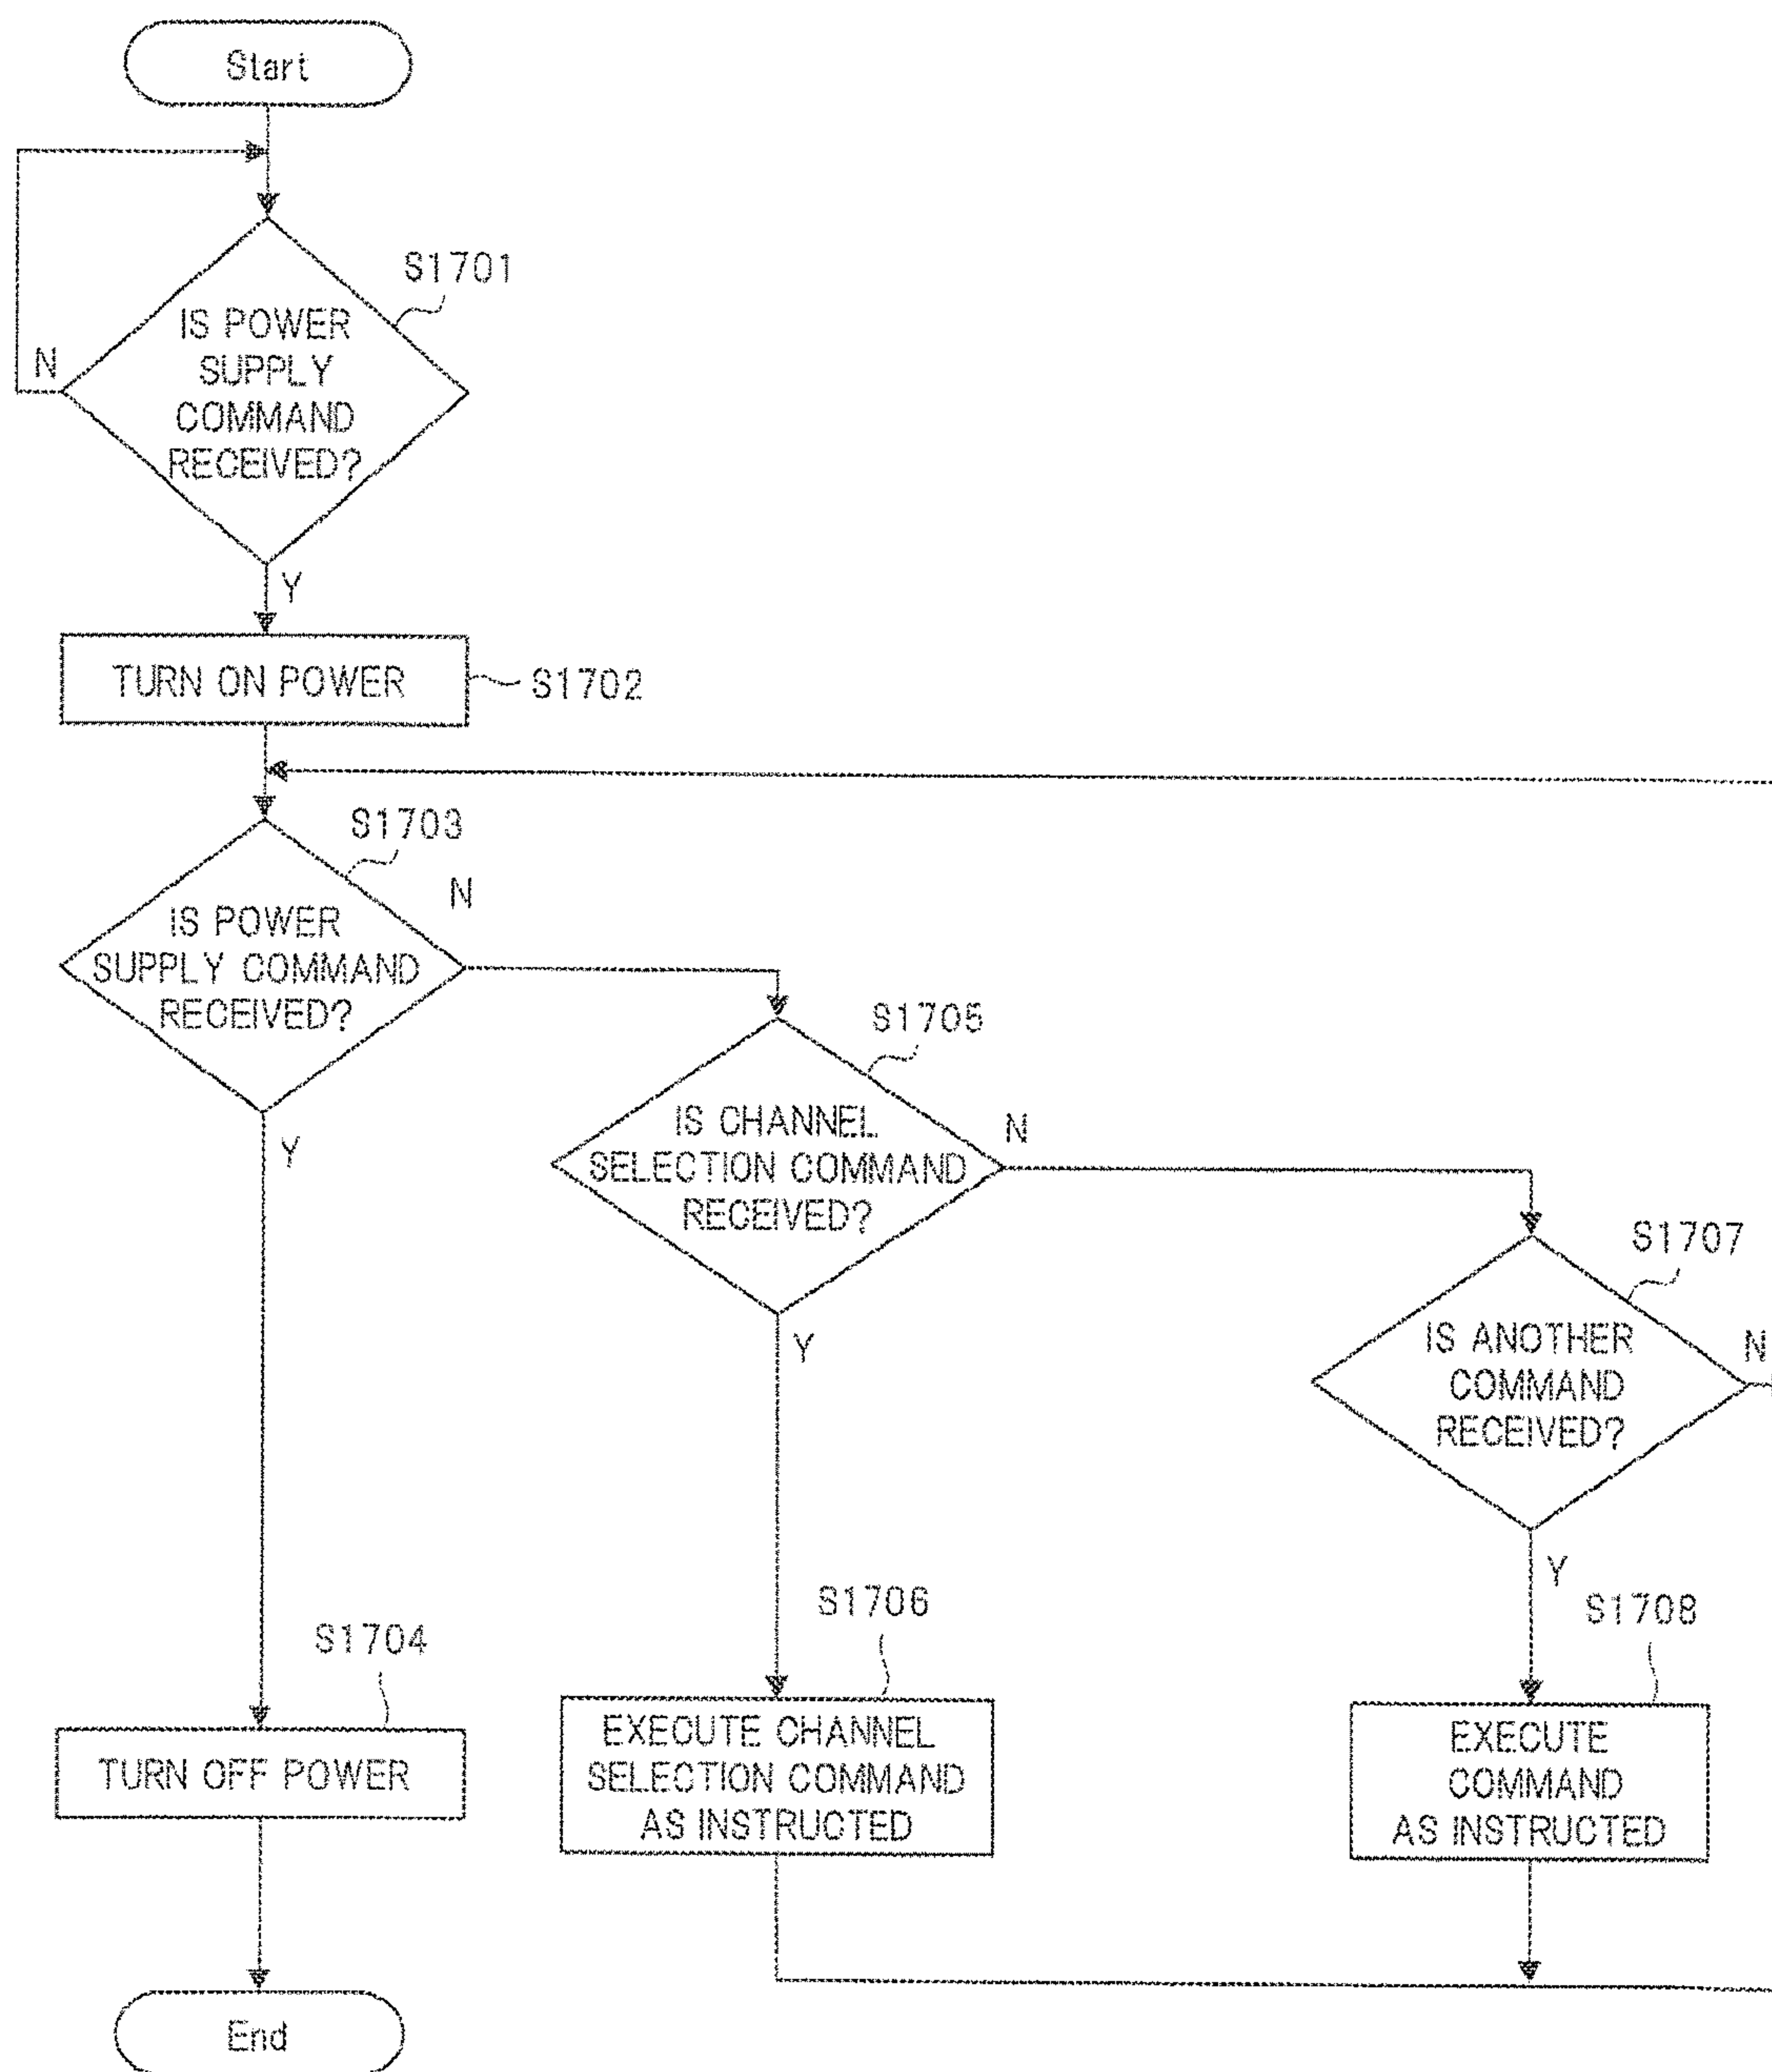 Start
S1701
IS POWER
SUPPLY
COMMAND
RECEIVED?
N
Y
TURN ON POWER
S1702
S1703
N
IS POWER
SUPPLY COMMAND
RECEIVED?
Y
S1705
IS CHANNEL
SELECTION COMMAND
RECEIVED?
N
Y
S1707
IS ANOTHER
COMMAND
RECEIVED?
N
Y
S1704
TURN OFF POWER
S1706
EXECUTE CHANNEL
SELECTION COMMAND
AS INSTRUCTED
S1708
EXECUTE
COMMAND
AS INSTRUCTED
End